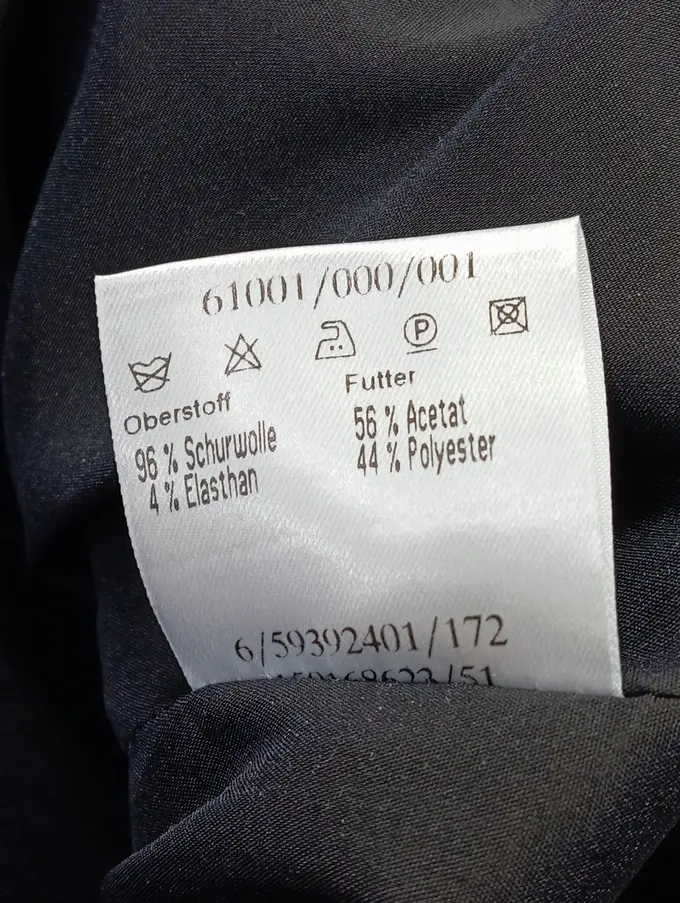 61001/000/001
P
Oberstoff
96 % Schurwolle
4 % Elasthan
Futter
56 % Acetat
44 % Polyester
6/59392401/172